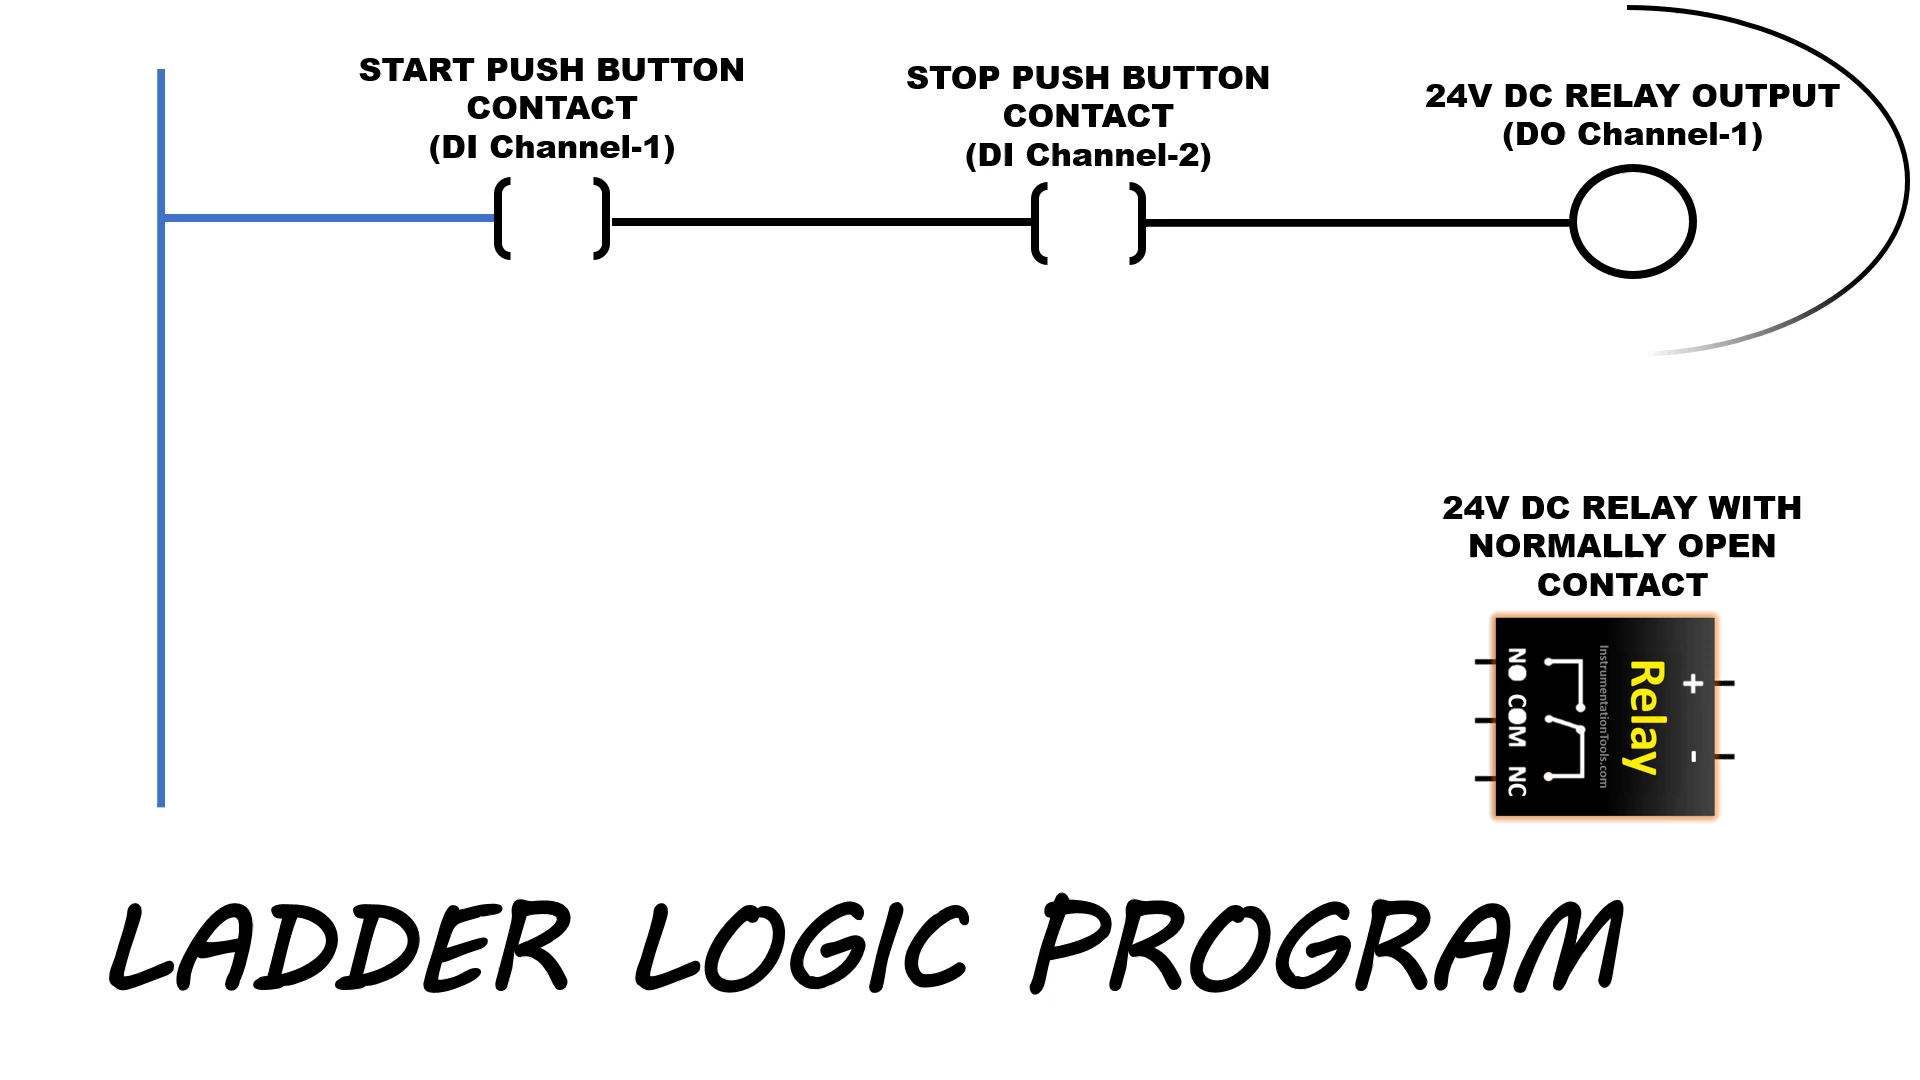 START PUSH BUTTON
CONTACT
(DI Channel-1)
STOP PUSH BUTTON
CONTACT
(DI Channel-2)
24V DC RELAY OUTPUT
(DO Channel-1)
24V DC RELAY WITH
NORMALLY OPEN
CONTACT
+ -
Relay
InstrumentationTools.com
NO COM NC
LADDER LOGIC PROGRAM